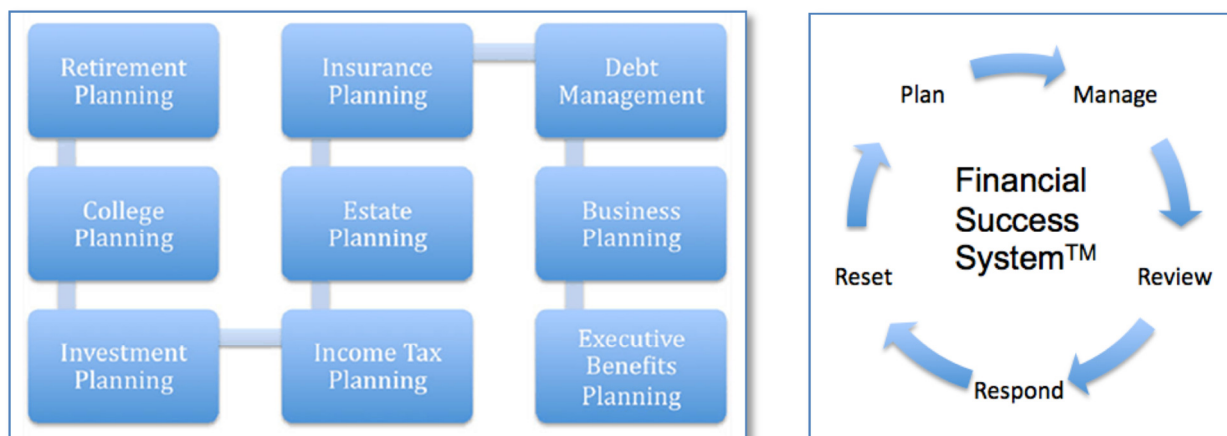 Retirement
Planning
College
Planning
Investment
Planning
Income Tax
Planning
Estate
Planning
Insurance
Planning
Debt
Management
Business
Planning
Executive
Benefits
Planning
Plan
Manage
Review
Respond
Reset
Financial
Success
System™